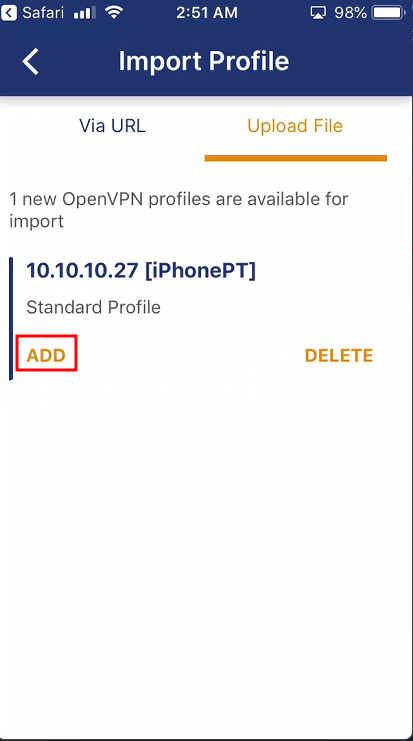 Safari 2:51 AM 98%
Import Profile
Via URL Upload File
1 new OpenVPN profiles are available for
import
10.10.10.27 [iPhonePT]
Standard Profile
ADD DELETE